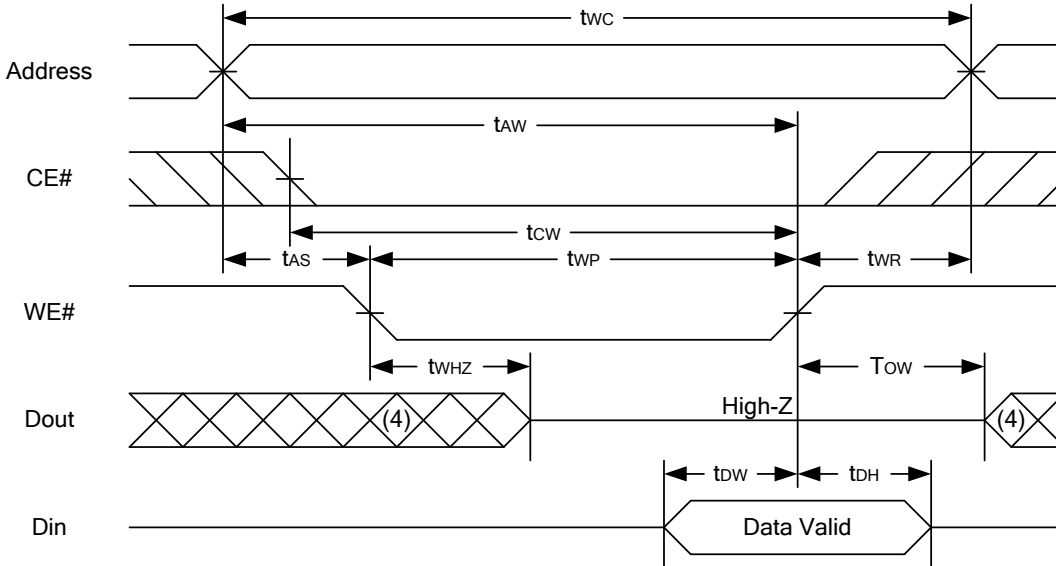 tWC
Address
tAW
CE#
tCW
tAS tWP tWR
WE#
tWHZ TOW
Dout (4) High-Z (4)
tDW tDH
Din Data Valid